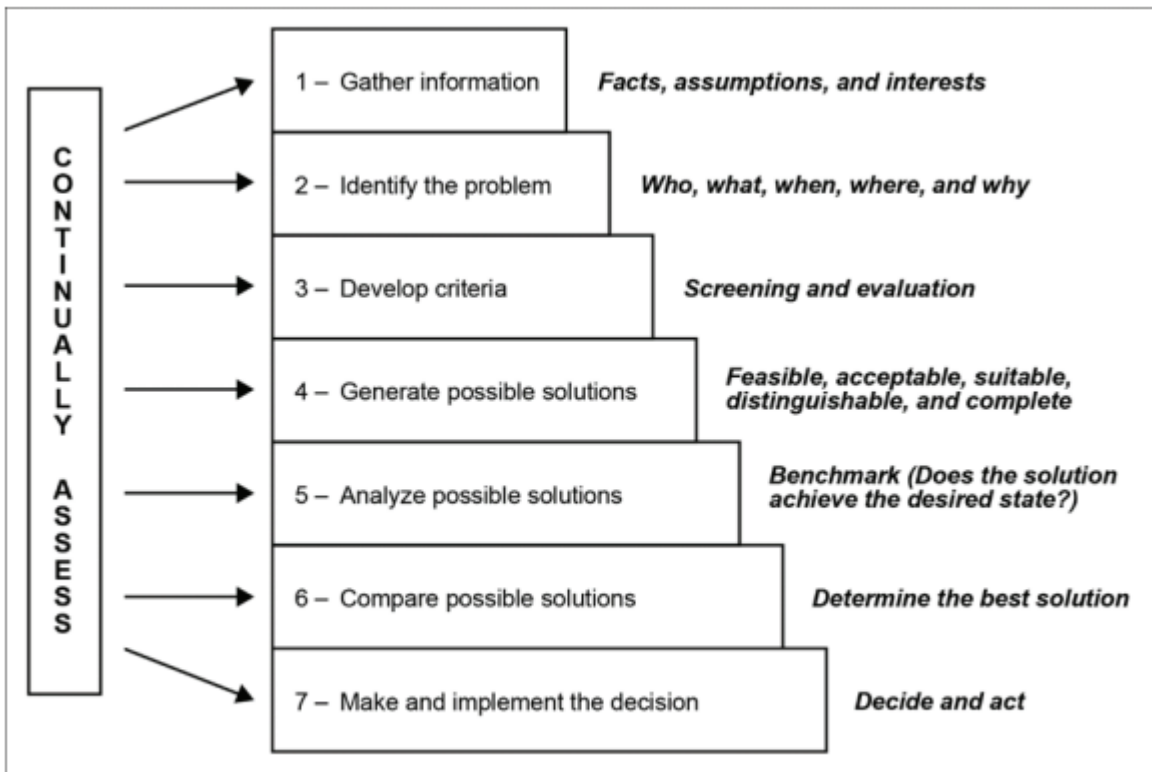 CONTINUALLY ASSESS
1 – Gather information
Facts, assumptions, and interests
2 – Identify the problem
Who, what, when, where, and why
3 – Develop criteria
Screening and evaluation
4 – Generate possible solutions
Feasible, acceptable, suitable,
distinguishable, and complete
5 – Analyze possible solutions
Benchmark (Does the solution
achieve the desired state?)
6 – Compare possible solutions
Determine the best solution
7 – Make and implement the decision
Decide and act